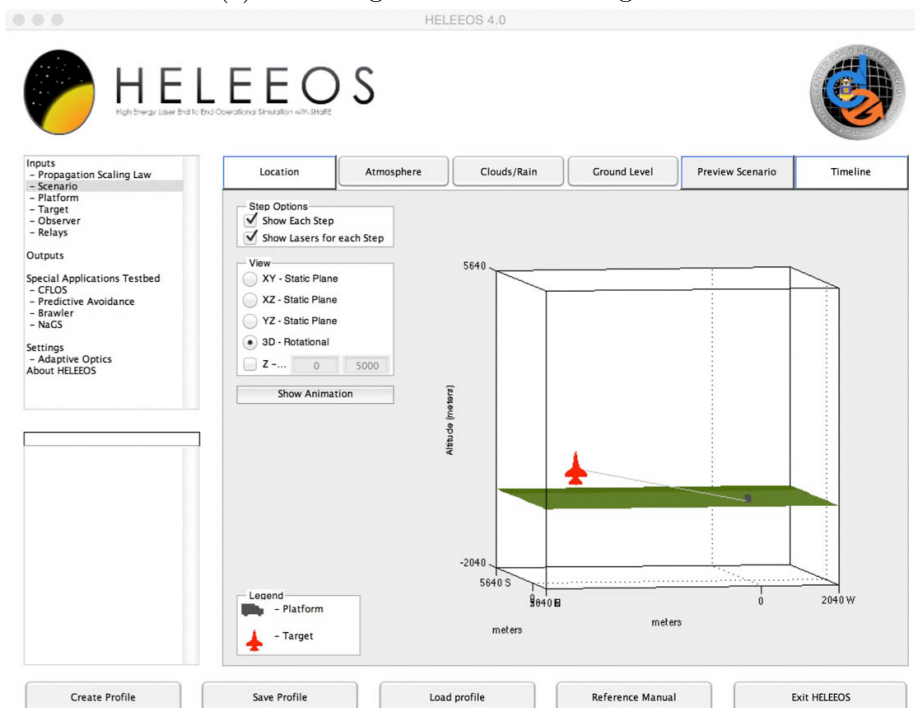 HELEEOS 4.0
HELEEOS
High Energy Laser End to End Operational Simulation with SHaRE
Inputs
– Propagation Scaling Law
– Scenario
– Platform
– Target
– Observer
– Relays
Outputs
Special Applications Testbed
– CFLOS
– Predictive Avoidance
– Brawler
– NaGS
Settings
– Adaptive Optics
About HELEEOS
Location Atmosphere Clouds/Rain Ground Level Preview Scenario Timeline
Step Options
Show Each Step
Show Lasers for each Step
View
XY - Static Plane
XZ - Static Plane
YZ - Static Plane
3D - Rotational
Z -... 0 5000
Show Animation
5640
Altitude (meters)
-2040
5640 S
0
0
2040 W
meters
meters
Legend
– Platform
– Target
Create Profile Save Profile Load profile Reference Manual Exit HELEEOS